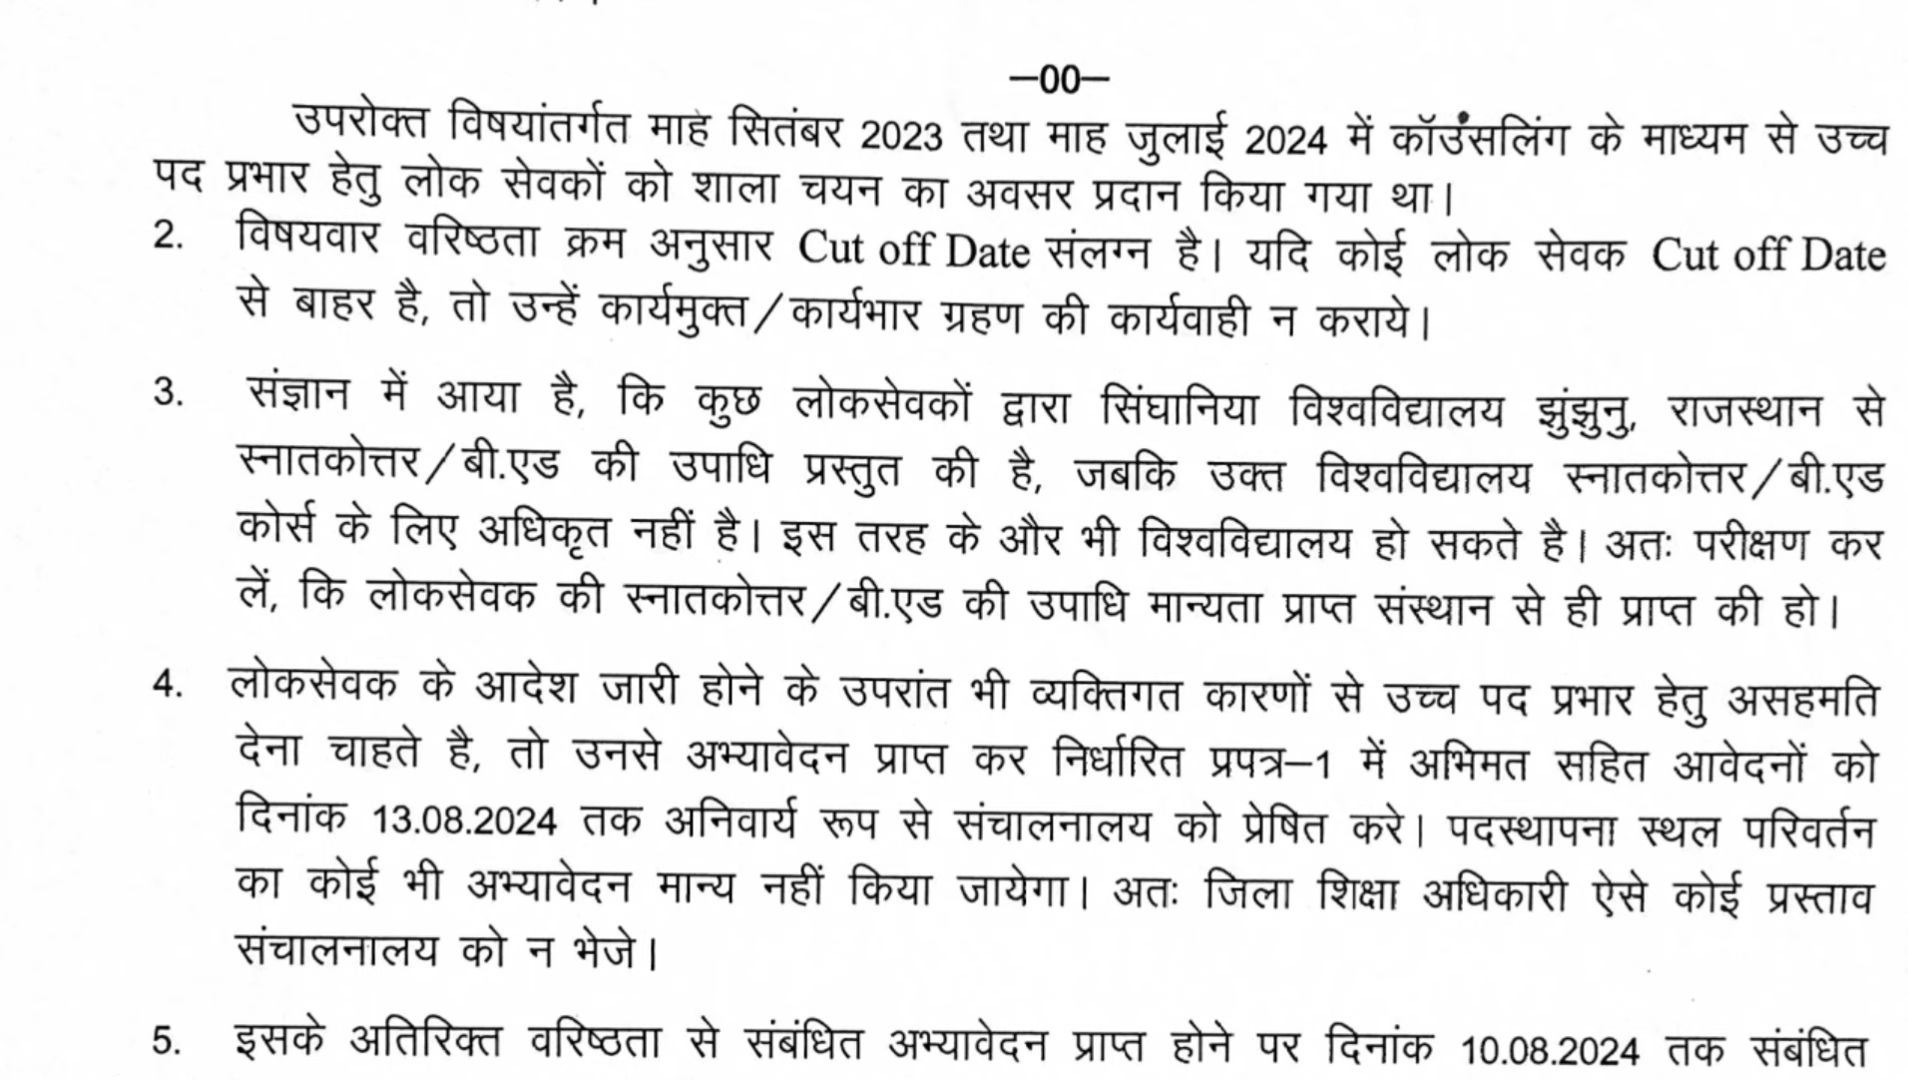 —00—
उपरोक्त विषयांतर्गत माह सितंबर 2023 तथा माह जुलाई 2024 में कॉउंसलिंग के माध्यम से उच्च
पद प्रभार हेतु लोक सेवकों को शाला चयन का अवसर प्रदान किया गया था।
2. विषयवार वरिष्ठता क्रम अनुसार Cut off Date संलग्न है। यदि कोई लोक सेवक Cut off Date
से बाहर है, तो उन्हें कार्यमुक्त/कार्यभार ग्रहण की कार्यवाही न कराये।
3. संज्ञान में आया है, कि कुछ लोकसेवकों द्वारा सिंघानिया विश्वविद्यालय झुंझुनु, राजस्थान से
स्नातकोत्तर/बी.एड की उपाधि प्रस्तुत की है, जबकि उक्त विश्वविद्यालय स्नातकोत्तर/बी.एड
कोर्स के लिए अधिकृत नहीं है। इस तरह के और भी विश्वविद्यालय हो सकते है। अतः परीक्षण कर
लें, कि लोकसेवक की स्नातकोत्तर/बी.एड की उपाधि मान्यता प्राप्त संस्थान से ही प्राप्त की हो।
4. लोकसेवक के आदेश जारी होने के उपरांत भी व्यक्तिगत कारणों से उच्च पद प्रभार हेतु असहमति
देना चाहते है, तो उनसे अभ्यावेदन प्राप्त कर निर्धारित प्रपत्र–1 में अभिमत सहित आवेदनों को
दिनांक 13.08.2024 तक अनिवार्य रूप से संचालनालय को प्रेषित करे। पदस्थापना स्थल परिवर्तन
का कोई भी अभ्यावेदन मान्य नहीं किया जायेगा। अतः जिला शिक्षा अधिकारी ऐसे कोई प्रस्ताव
संचालनालय को न भेजे।
5. इसके अतिरिक्त वरिष्ठता से संबंधित अभ्यावेदन प्राप्त होने पर दिनांक 10.08.2024 तक संबंधित